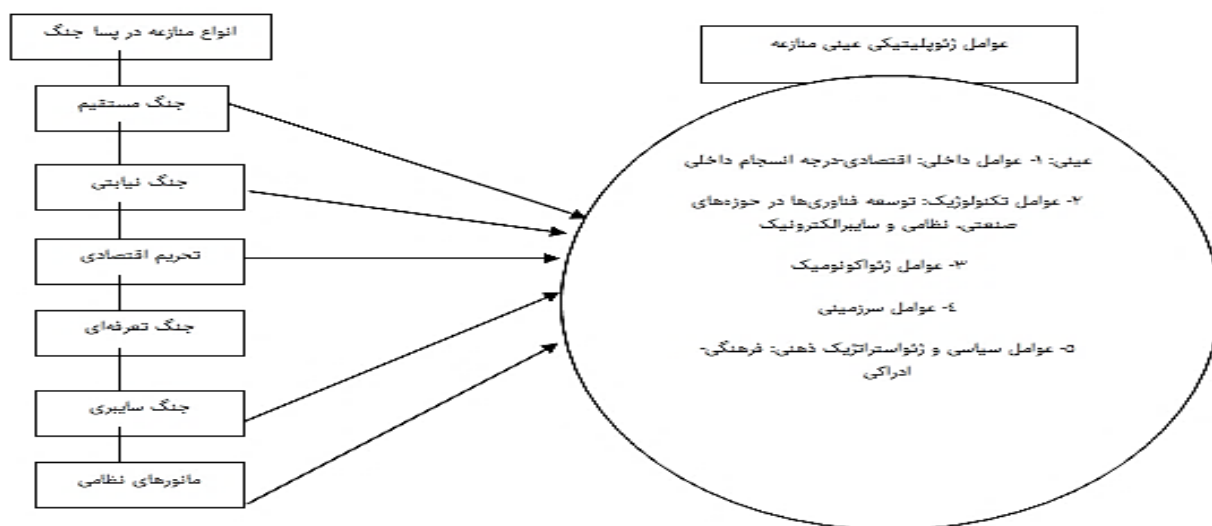 انواع منازعه در پسا جنگ
جنگ مستقیم
جنگ نیابتی
تحریم اقتصادی
جنگ تعرفه‌ای
جنگ سایبری
مانورهای نظامی
عوامل ژئوپلیتیکی عینی منازعه
عینی: ۱- عوامل داخلی: اقتصادی-درجه انسجام داخلی
۲- عوامل تکنولوژیک: توسعه فناوری‌ها در حوزه‌های
صنعتی، نظامی و سایبرالکترونیک
۳- عوامل ژئواکونومیک
٤- عوامل سرزمینی
۵- عوامل سیاسی و ژئواستراتژیک ذهنی: فرهنگی-
ادراکی